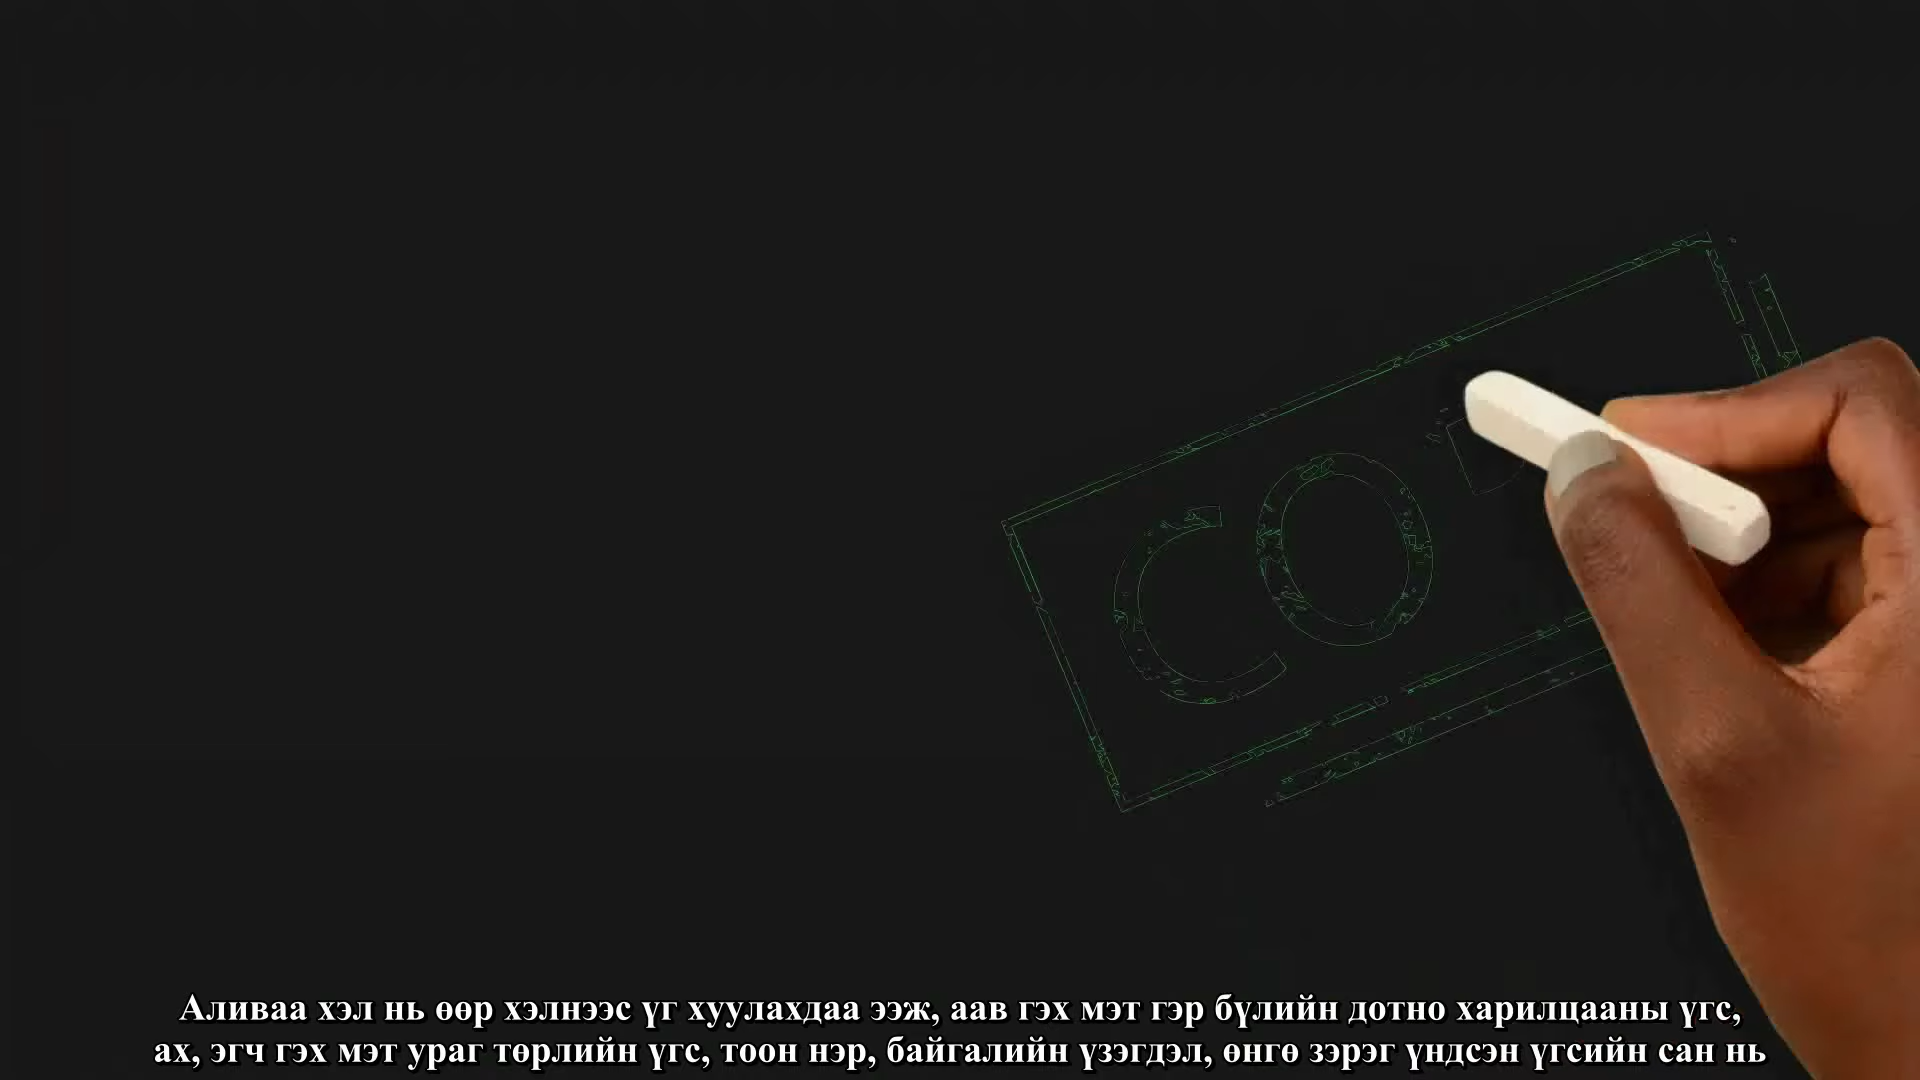 CO
Аливаа хэл нь өөр хэлнээс үг хуулахдаа ээж, аав гэх мэт гэр бүлийн дотно харилцааны үгс,
ах, эгч гэх мэт ураг төрлийн үгс, тоон нэр, байгалийн үзэгдэл, өнгө зэрэг үндсэн үгсийн сан нь